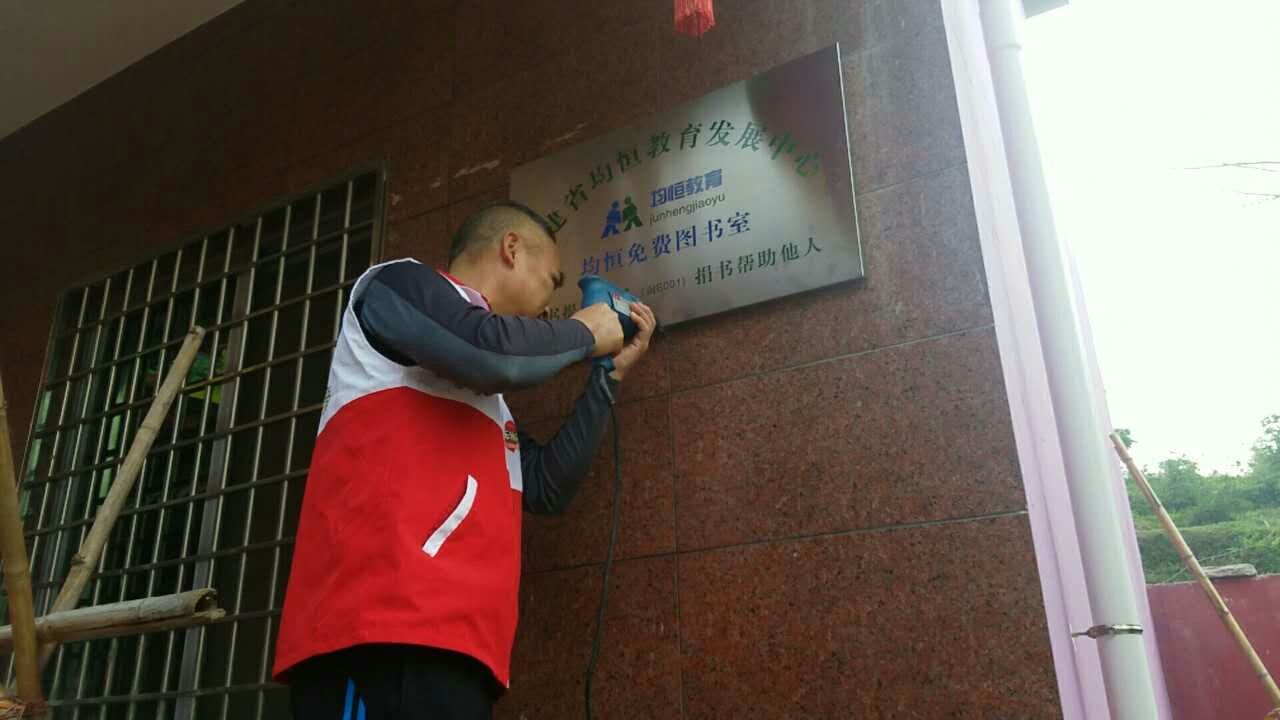 建省均恒教育发展中心
均恒教育
junhengjiaoyu
均恒免费图书室
捐书帮助他人